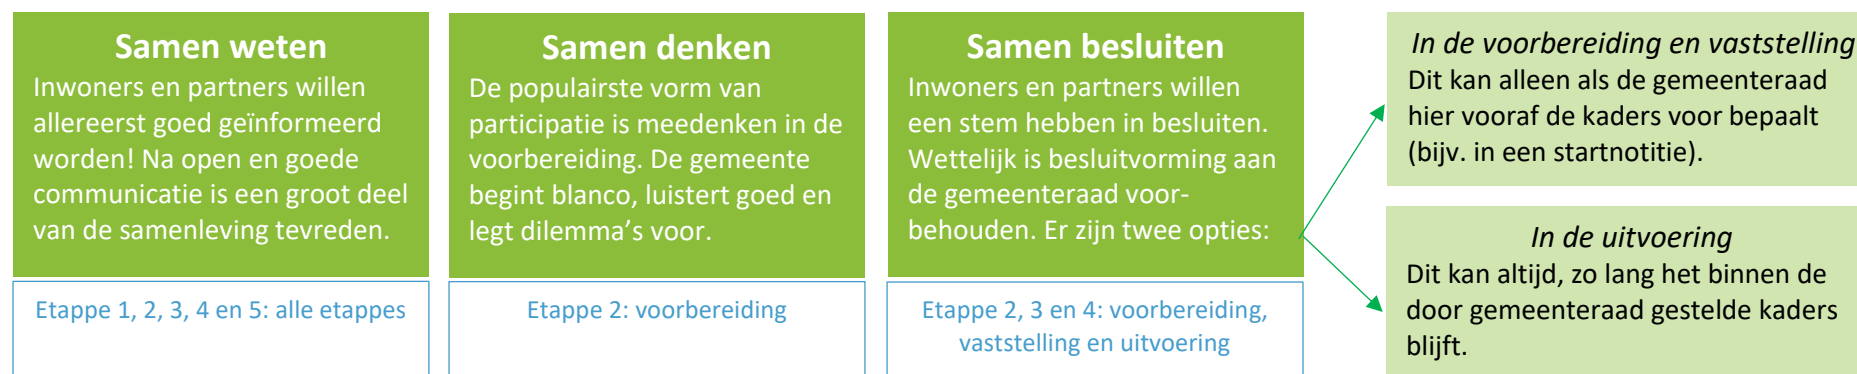 Samen weten
Inwoners en partners willen
allereerst goed geïnformeerd
worden! Na open en goede
communicatie is een groot deel
van de samenleving tevreden.
Etappe 1, 2, 3, 4 en 5: alle etappes
Samen denken
De populairste vorm van
participatie is meedenken in de
voorbereiding. De gemeente
begint blanco, luistert goed en
legt dilemma’s voor.
Etappe 2: voorbereiding
Samen besluiten
Inwoners en partners willen
een stem hebben in besluiten.
Wettelijk is besluitvorming aan
de gemeenteraad voor-
behouden. Er zijn twee opties:
Etappe 2, 3 en 4: voorbereiding,
vaststelling en uitvoering
In de voorbereiding en vaststelling
Dit kan alleen als de gemeenteraad
hier vooraf de kaders voor bepaalt
(bijv. in een startnotitie).
In de uitvoering
Dit kan altijd, zo lang het binnen de
door gemeenteraad gestelde kaders
blijft.